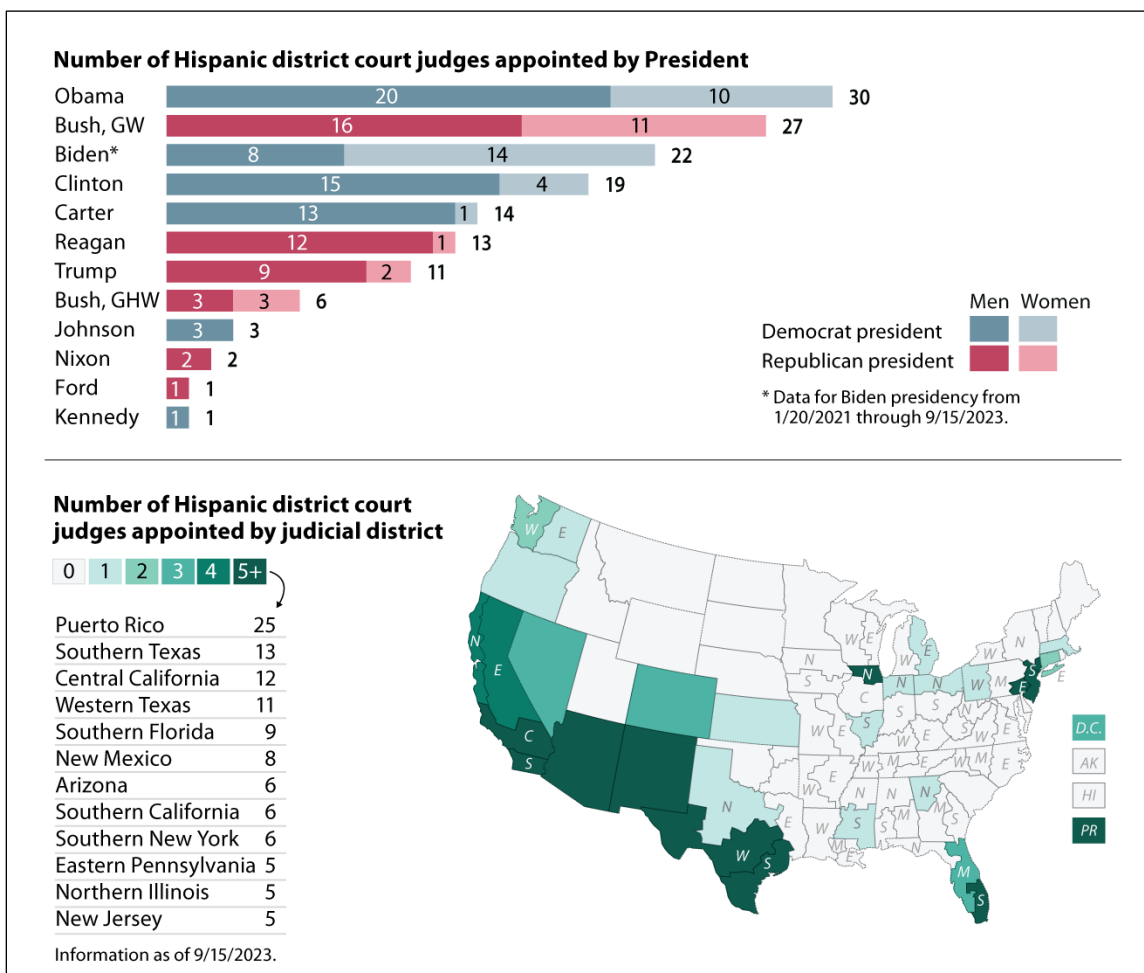 Number of Hispanic district court judges appointed by President
Obama 20 10 30
Bush, GW 16 11 27
Biden* 8 14 22
Clinton 15 4 19
Carter 13 1 14
Reagan 12 1 13
Trump 9 2 11
Bush, GHW 3 3 6
Johnson 3 3
Nixon 2 2
Ford 1 1
Kennedy 1 1
Men Women
Democrat president
Republican president
* Data for Biden presidency from
1/20/2021 through 9/15/2023.
Number of Hispanic district court
judges appointed by judicial district
0 1 2 3 4 5+
Puerto Rico 25
Southern Texas 13
Central California 12
Western Texas 11
Southern Florida 9
New Mexico 8
Arizona 6
Southern California 6
Southern New York 6
Eastern Pennsylvania 5
Northern Illinois 5
New Jersey 5
Information as of 9/15/2023.
W E
N E
C
S
N
W S
N S
W E
N
C
S
W E
N N
W M E
N
S
E
D.C.
AK
HI
PR
M
S